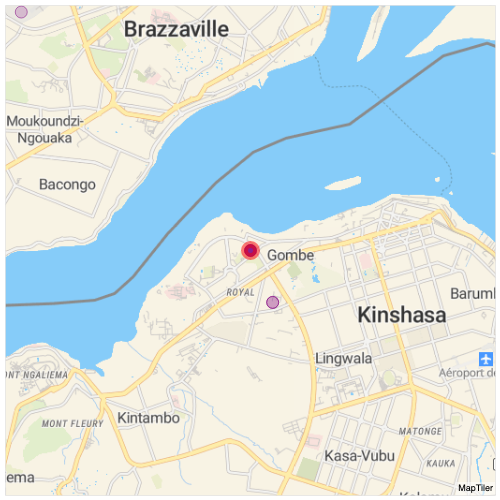 Brazzaville
Moukoundzi-
Ngouaka
Bacongo
Gombe
ROYAL
Kinshasa
Barumb
Lingwala
Aéroport de
ONT NGALIEMA
Kintambo
MONT FLEURY
MATONGE
Kasa-Vubu
KAUKA
ema
MapTiler